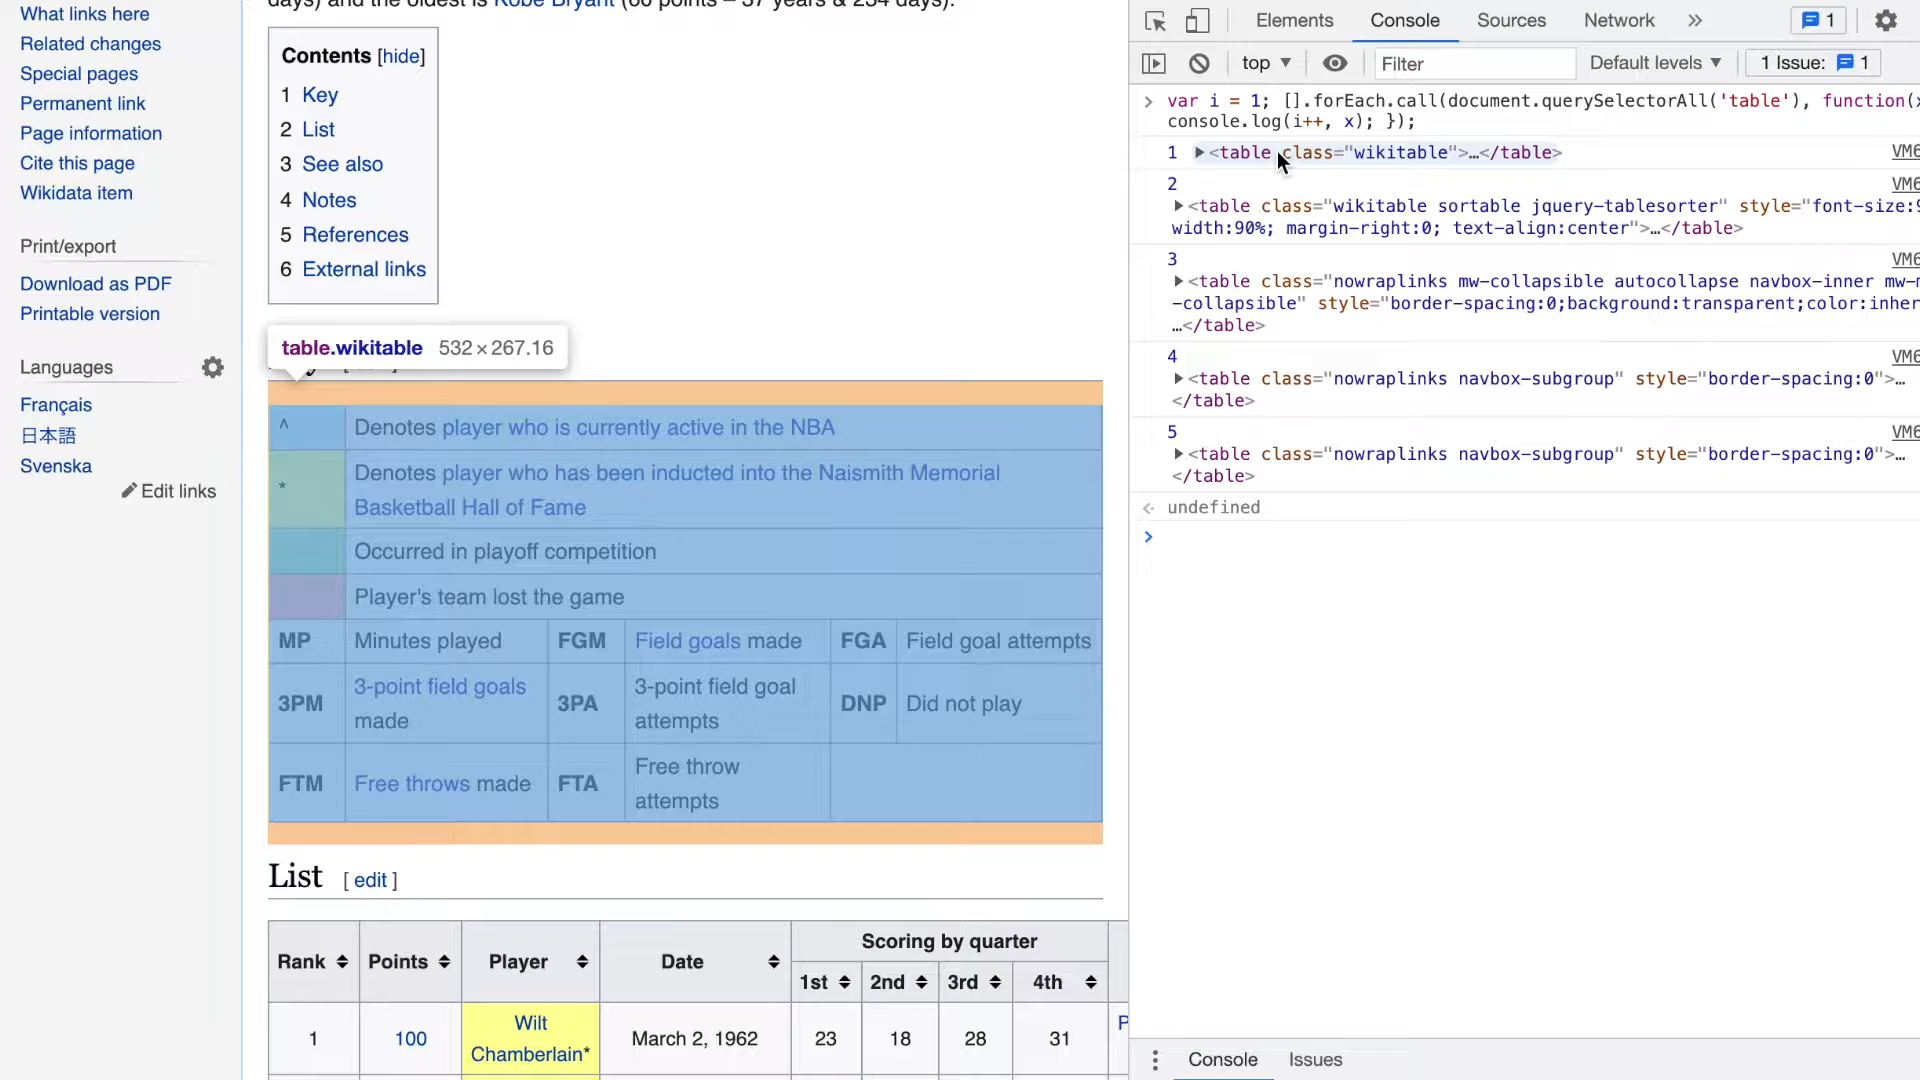 days) and the oldest is Kobe Bryant (60 points – 37 years & 234 days).
What links here
Related changes
Special pages
Permanent link
Page information
Cite this page
Wikidata item
Print/export
Download as PDF
Printable version
Languages
Français
日本語
Svenska
Edit links
Contents [hide]
1 Key
2 List
3 See also
4 Notes
5 References
6 External links
table.wikitable 532 × 267.16
^ Denotes player who is currently active in the NBA
* Denotes player who has been inducted into the Naismith Memorial
Basketball Hall of Fame
Occurred in playoff competition
Player's team lost the game
MP Minutes played FGM Field goals made FGA Field goal attempts
3PM 3-point field goals made 3PA 3-point field goal attempts DNP Did not play
FTM Free throws made FTA Free throw attempts
List [ edit ]
Rank Points Player Date Scoring by quarter
1st 2nd 3rd 4th
1 100 Wilt Chamberlain* March 2, 1962 23 18 28 31 P
Elements Console Sources Network » 1
top ▼ Filter Default levels ▼ 1 Issue: 1
> var i = 1; [].forEach.call(document.querySelectorAll('table'), function(x
console.log(i++, x); });
1 ▶<table class="wikitable">…</table> VM6
2 VM6
▶<table class="wikitable sortable jquery-tablesorter" style="font-size:9
width:90%; margin-right:0; text-align:center">…</table>
3 VM6
▶<table class="nowraplinks mw-collapsible autocollapse navbox-inner mw-m
-collapsible" style="border-spacing:0;background:transparent;color:inher
…</table>
4 VM6
▶<table class="nowraplinks navbox-subgroup" style="border-spacing:0">…
</table>
5 VM6
▶<table class="nowraplinks navbox-subgroup" style="border-spacing:0">…
</table>
undefined
>
Console Issues